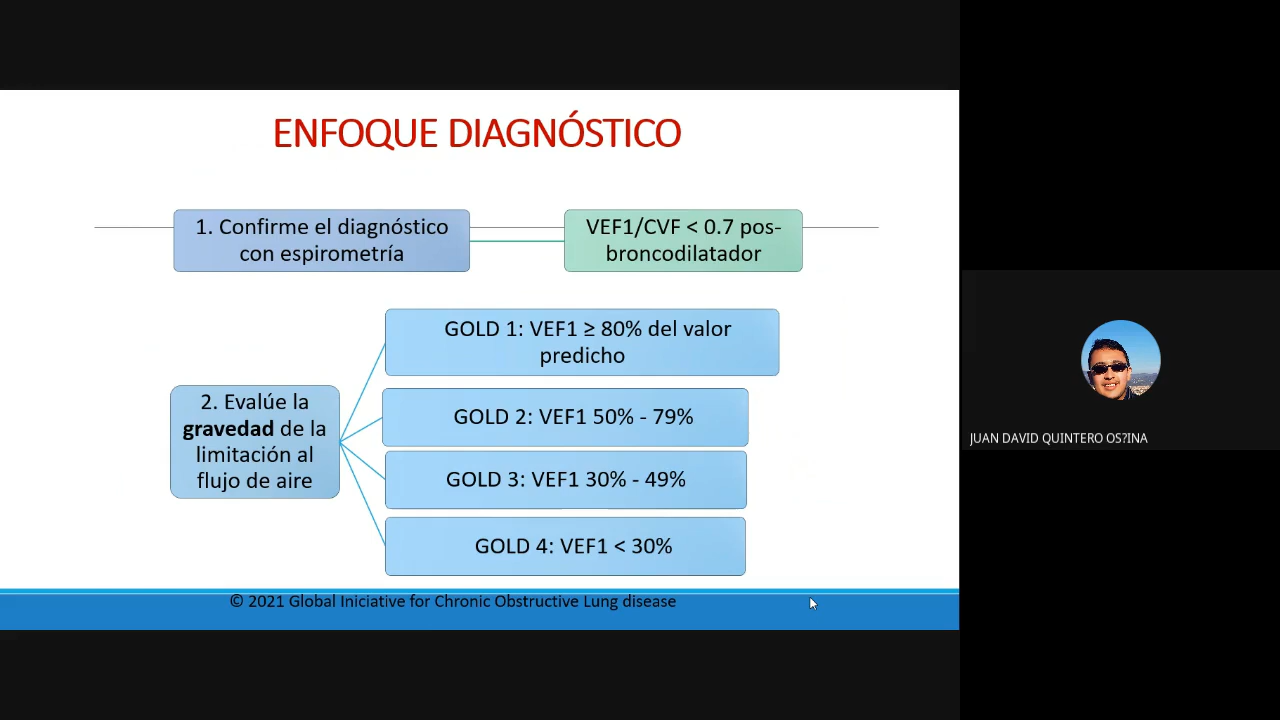 ENFOQUE DIAGNÓSTICO
1. Confirme el diagnóstico
con espirometría
VEF1/CVF < 0.7 pos-
broncodilatador
GOLD 1: VEF1 ≥ 80% del valor
predicho
2. Evalúe la
gravedad de la
limitación al
flujo de aire
GOLD 2: VEF1 50% - 79%
GOLD 3: VEF1 30% - 49%
GOLD 4: VEF1 < 30%
© 2021 Global Iniciative for Chronic Obstructive Lung disease
JUAN DAVID QUINTERO OS?INA